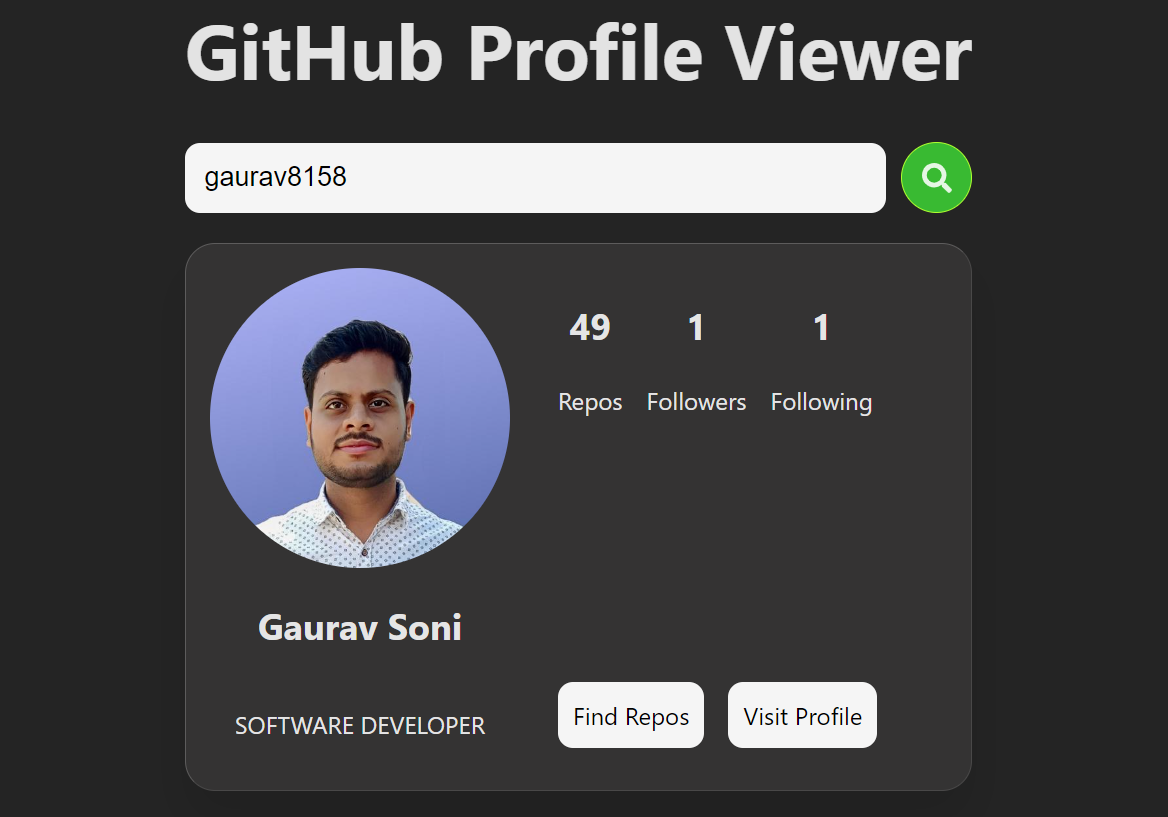 GitHub Profile Viewer
gaurav8158
49 1 1
Repos Followers Following
Gaurav Soni
SOFTWARE DEVELOPER
Find Repos Visit Profile